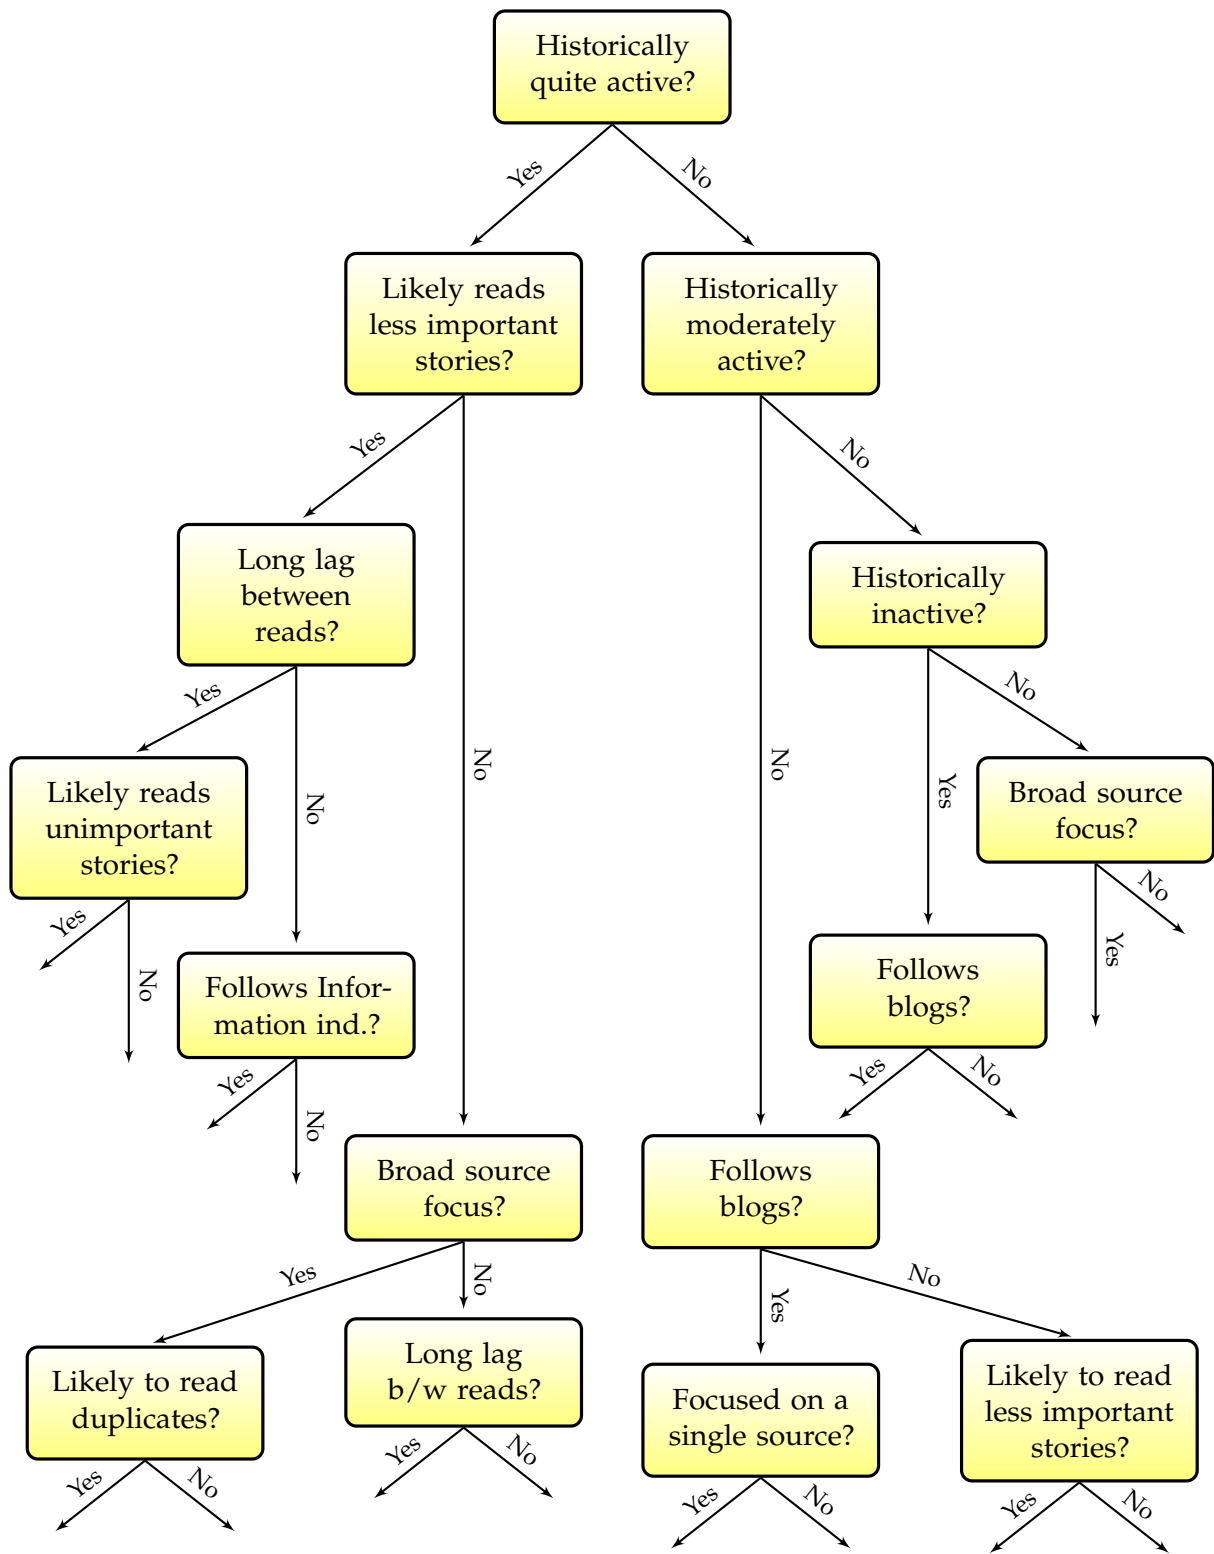 Historically
quite active?
Yes
No
Likely reads
less important
stories?
Historically
moderately
active?
Yes
No
Long lag
between
reads?
Historically
inactive?
Yes
No
No
No
No
Yes
Likely reads
unimportant
stories?
Broad source
focus?
Yes
No
No
Yes
Follows Infor-
mation ind.?
Follows
blogs?
Yes
No
Yes
No
Broad source
focus?
Follows
blogs?
Yes
No
Yes
No
Likely to read
duplicates?
Long lag
b/w reads?
Focused on a
single source?
Likely to read
less important
stories?
Yes
No
Yes
No
Yes
No
Yes
No